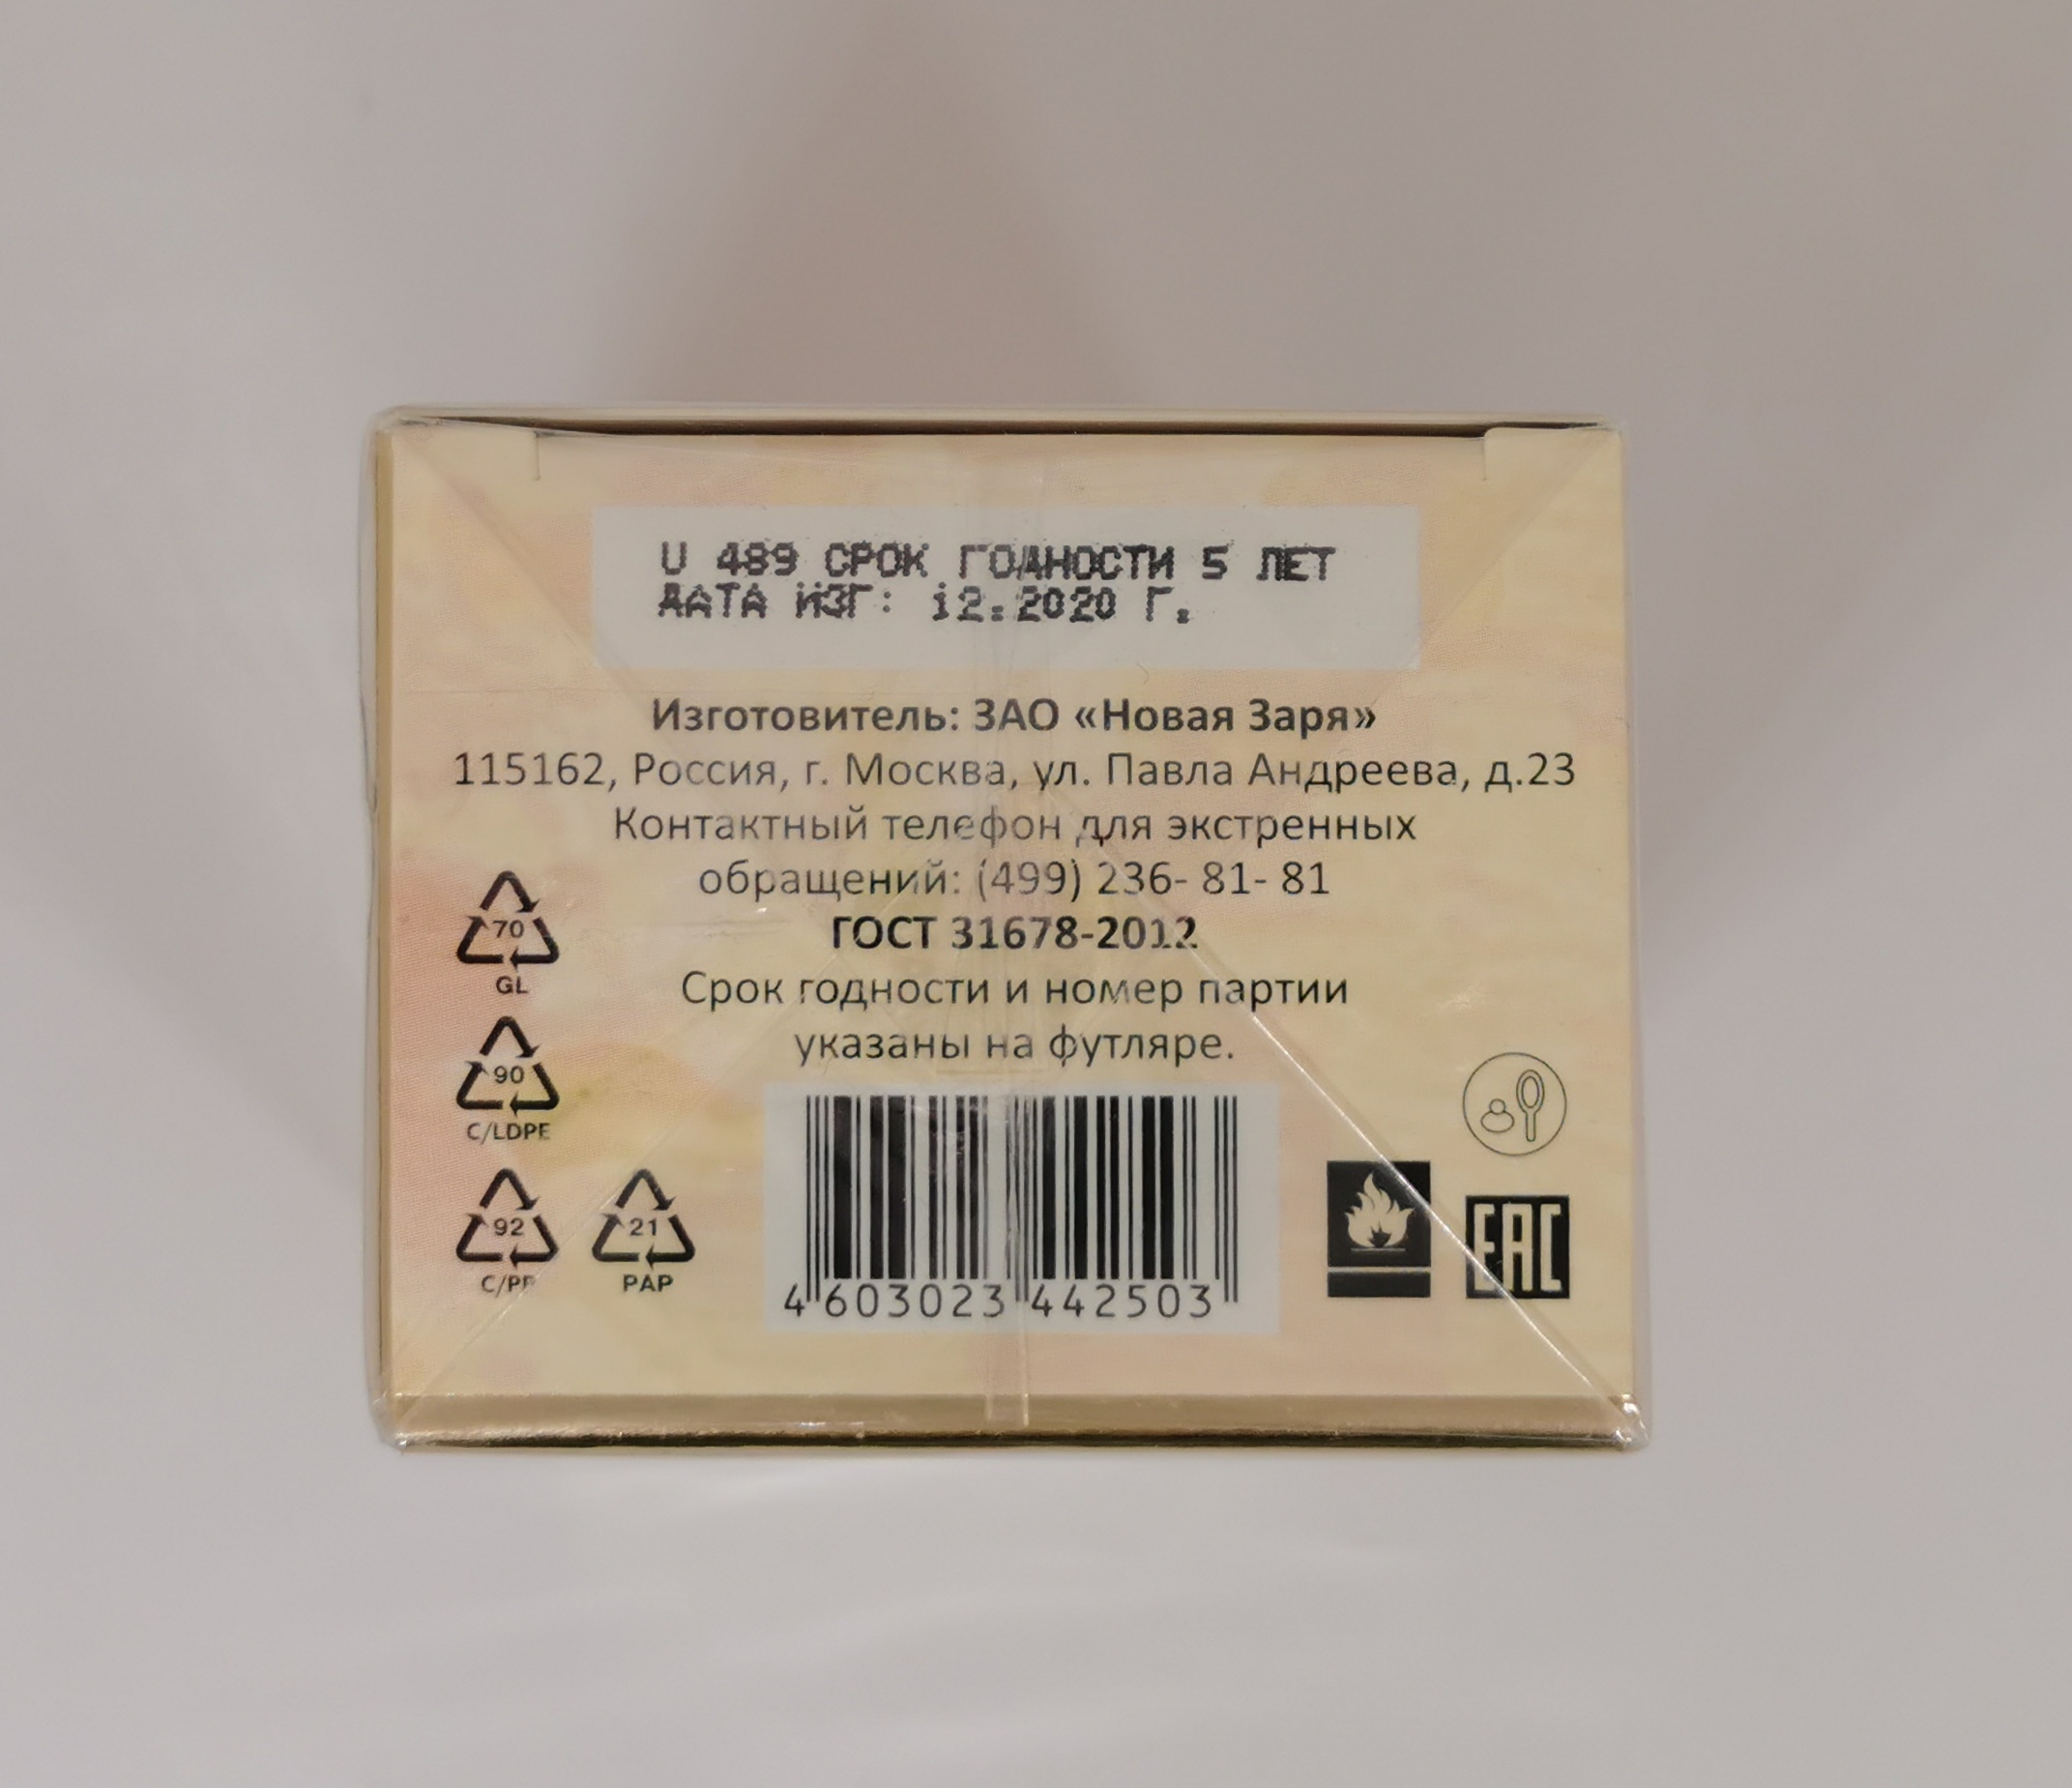 U 489 СРОК ГОДНОСТИ 5 ЛЕТ
ДАТА ИЗГ: 12.2020 Г.
Изготовитель: ЗАО «Новая Заря»
115162, Россия, г. Москва, ул. Павла Андреева, д.23
Контактный телефон для экстренных
обращений: (499) 236- 81- 81
ГОСТ 31678-2012
Срок годности и номер партии
указаны на футляре.
70
GL
90
C/LDPE
92
C/PP
21
PAP
4 603023 442503
EAC